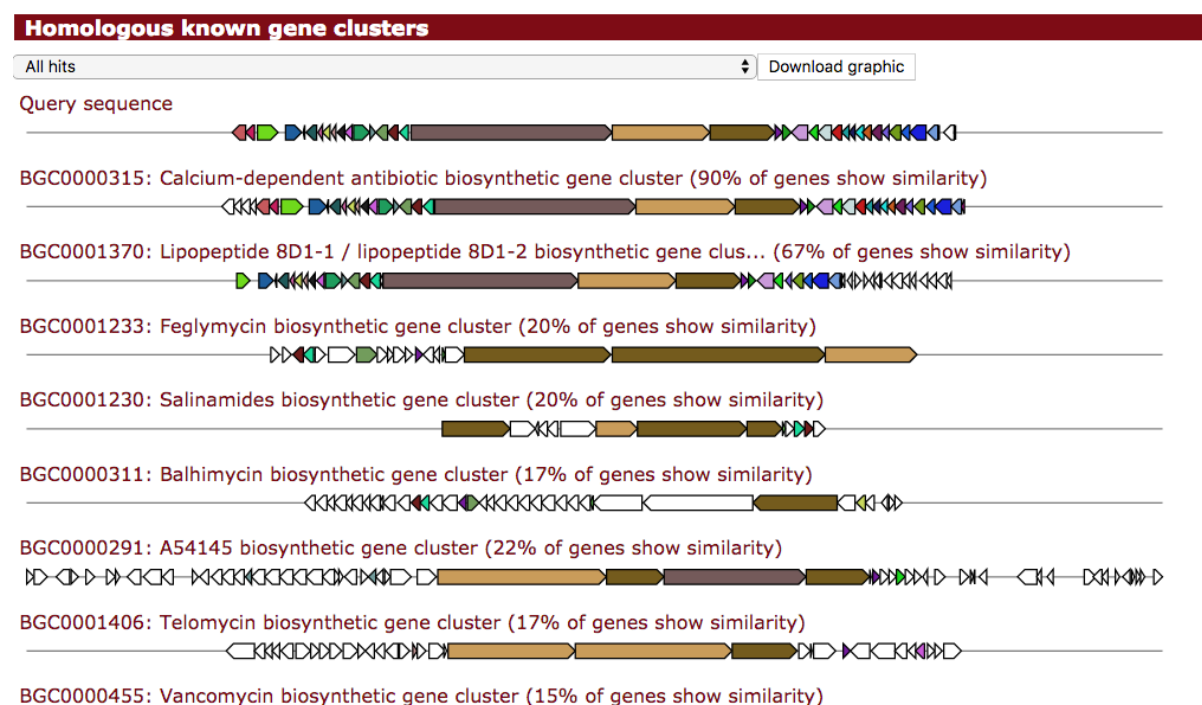 Homologous known gene clusters
All hits
Download graphic
Query sequence
BGC0000315: Calcium-dependent antibiotic biosynthetic gene cluster (90% of genes show similarity)
BGC0001370: Lipopeptide 8D1-1 / lipopeptide 8D1-2 biosynthetic gene clus... (67% of genes show similarity)
BGC0001233: Feglymycin biosynthetic gene cluster (20% of genes show similarity)
BGC0001230: Salinamides biosynthetic gene cluster (20% of genes show similarity)
BGC0000311: Balhimycin biosynthetic gene cluster (17% of genes show similarity)
BGC0000291: A54145 biosynthetic gene cluster (22% of genes show similarity)
BGC0001406: Telomycin biosynthetic gene cluster (17% of genes show similarity)
BGC0000455: Vancomycin biosynthetic gene cluster (15% of genes show similarity)